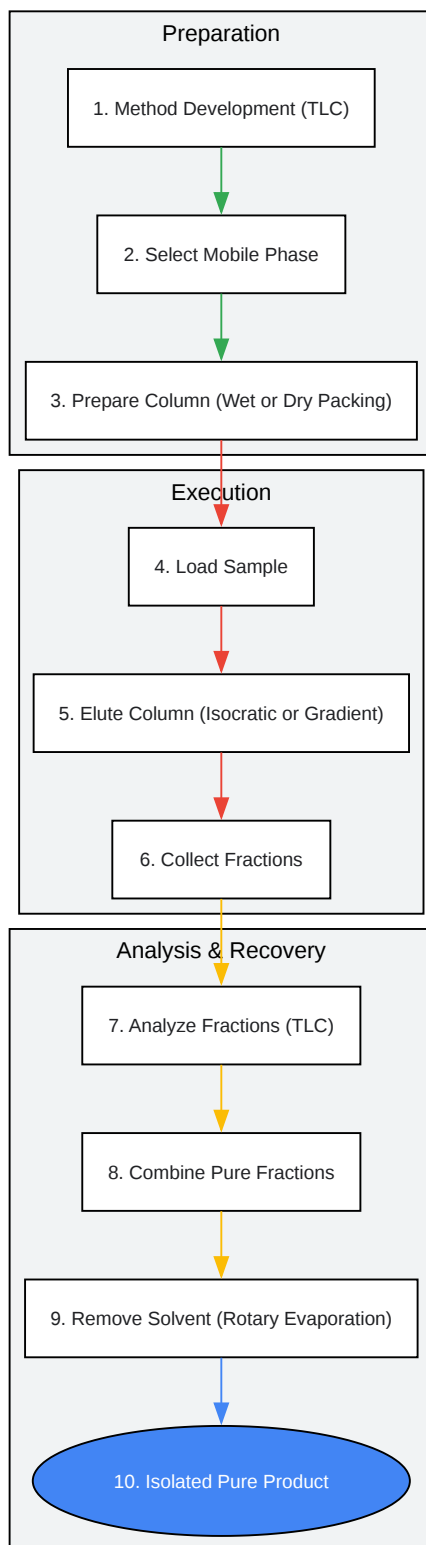 Preparation
1. Method Development (TLC)
2. Select Mobile Phase
3. Prepare Column (Wet or Dry Packing)
Execution
4. Load Sample
5. Elute Column (Isocratic or Gradient)
6. Collect Fractions
Analysis & Recovery
7. Analyze Fractions (TLC)
8. Combine Pure Fractions
9. Remove Solvent (Rotary Evaporation)
10. Isolated Pure Product